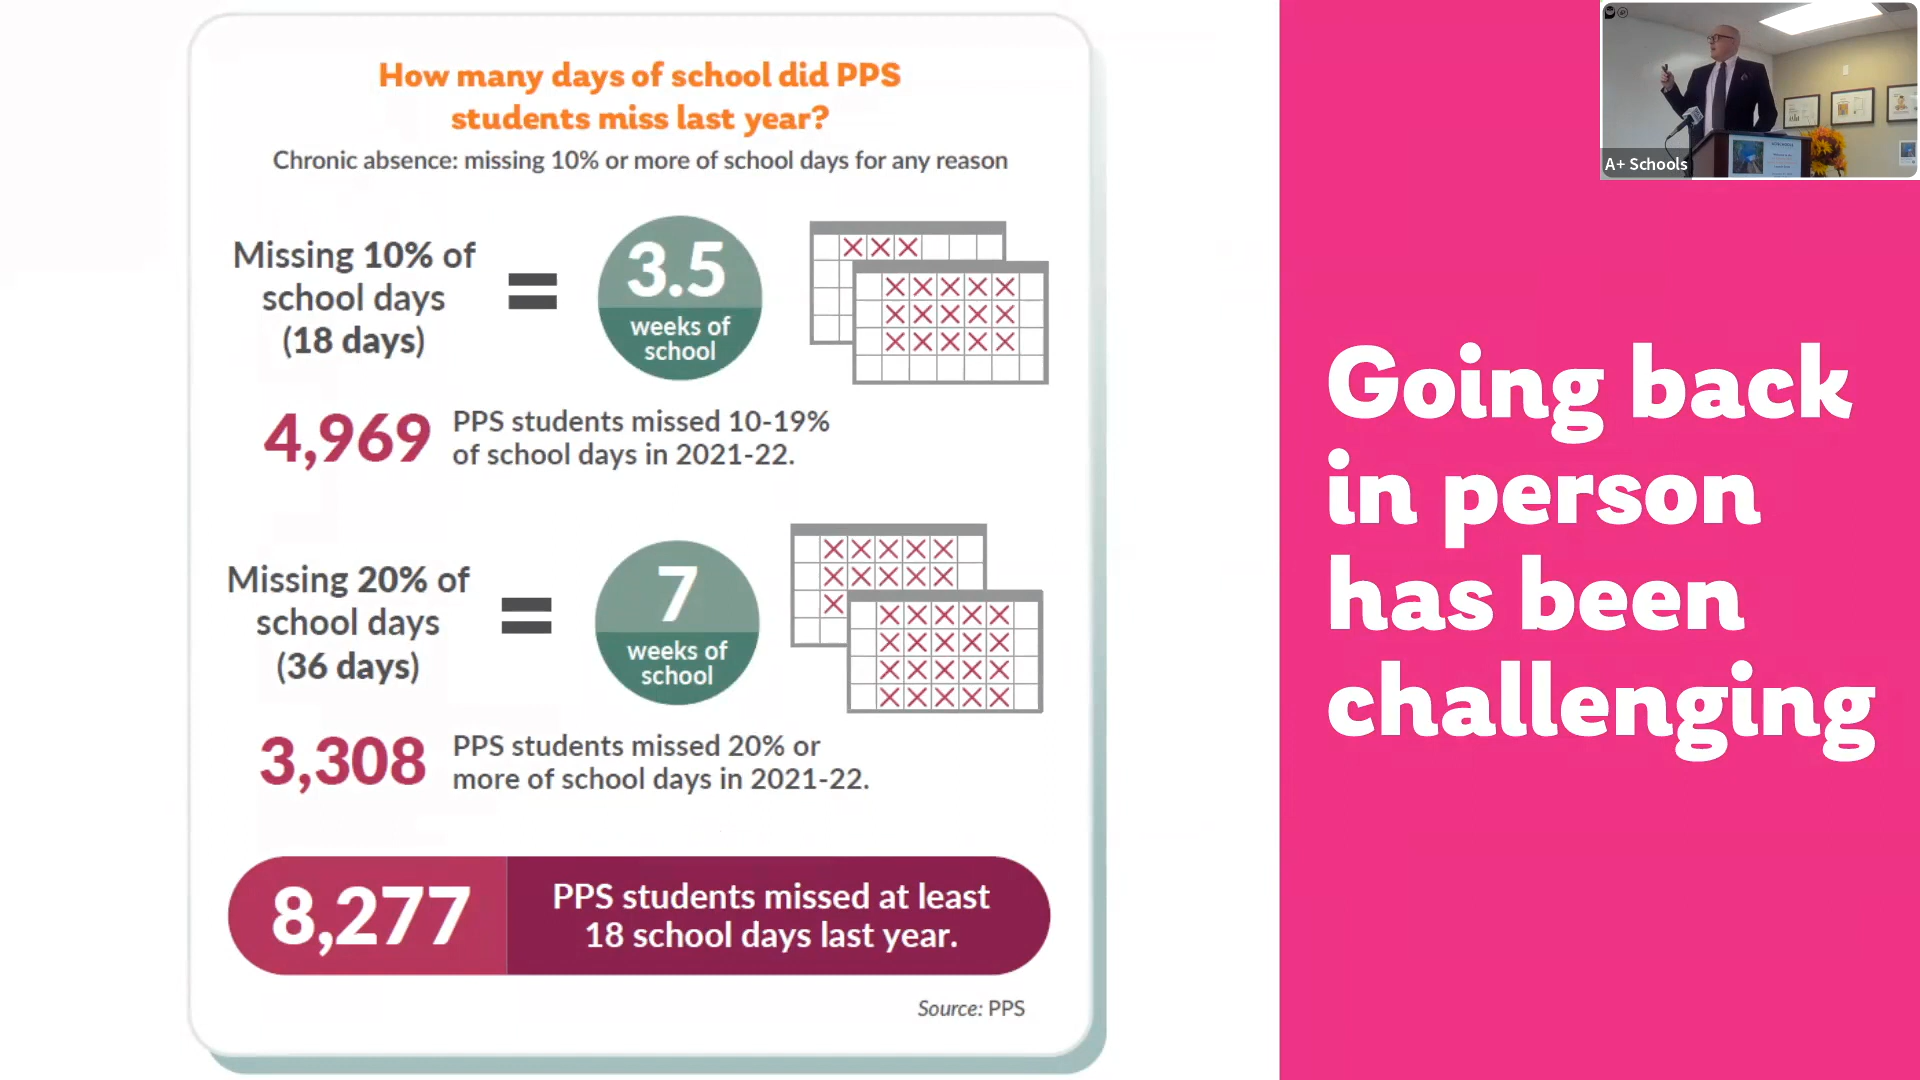 How many days of school did PPS
students miss last year?
Chronic absence: missing 10% or more of school days for any reason
Missing 10% of
school days
(18 days)
=
3.5
weeks of
school
4,969
PPS students missed 10-19%
of school days in 2021-22.
Missing 20% of
school days
(36 days)
=
7
weeks of
school
3,308
PPS students missed 20% or
more of school days in 2021-22.
8,277
PPS students missed at least
18 school days last year.
Source: PPS
Going back
in person
has been
challenging
A+ Schools